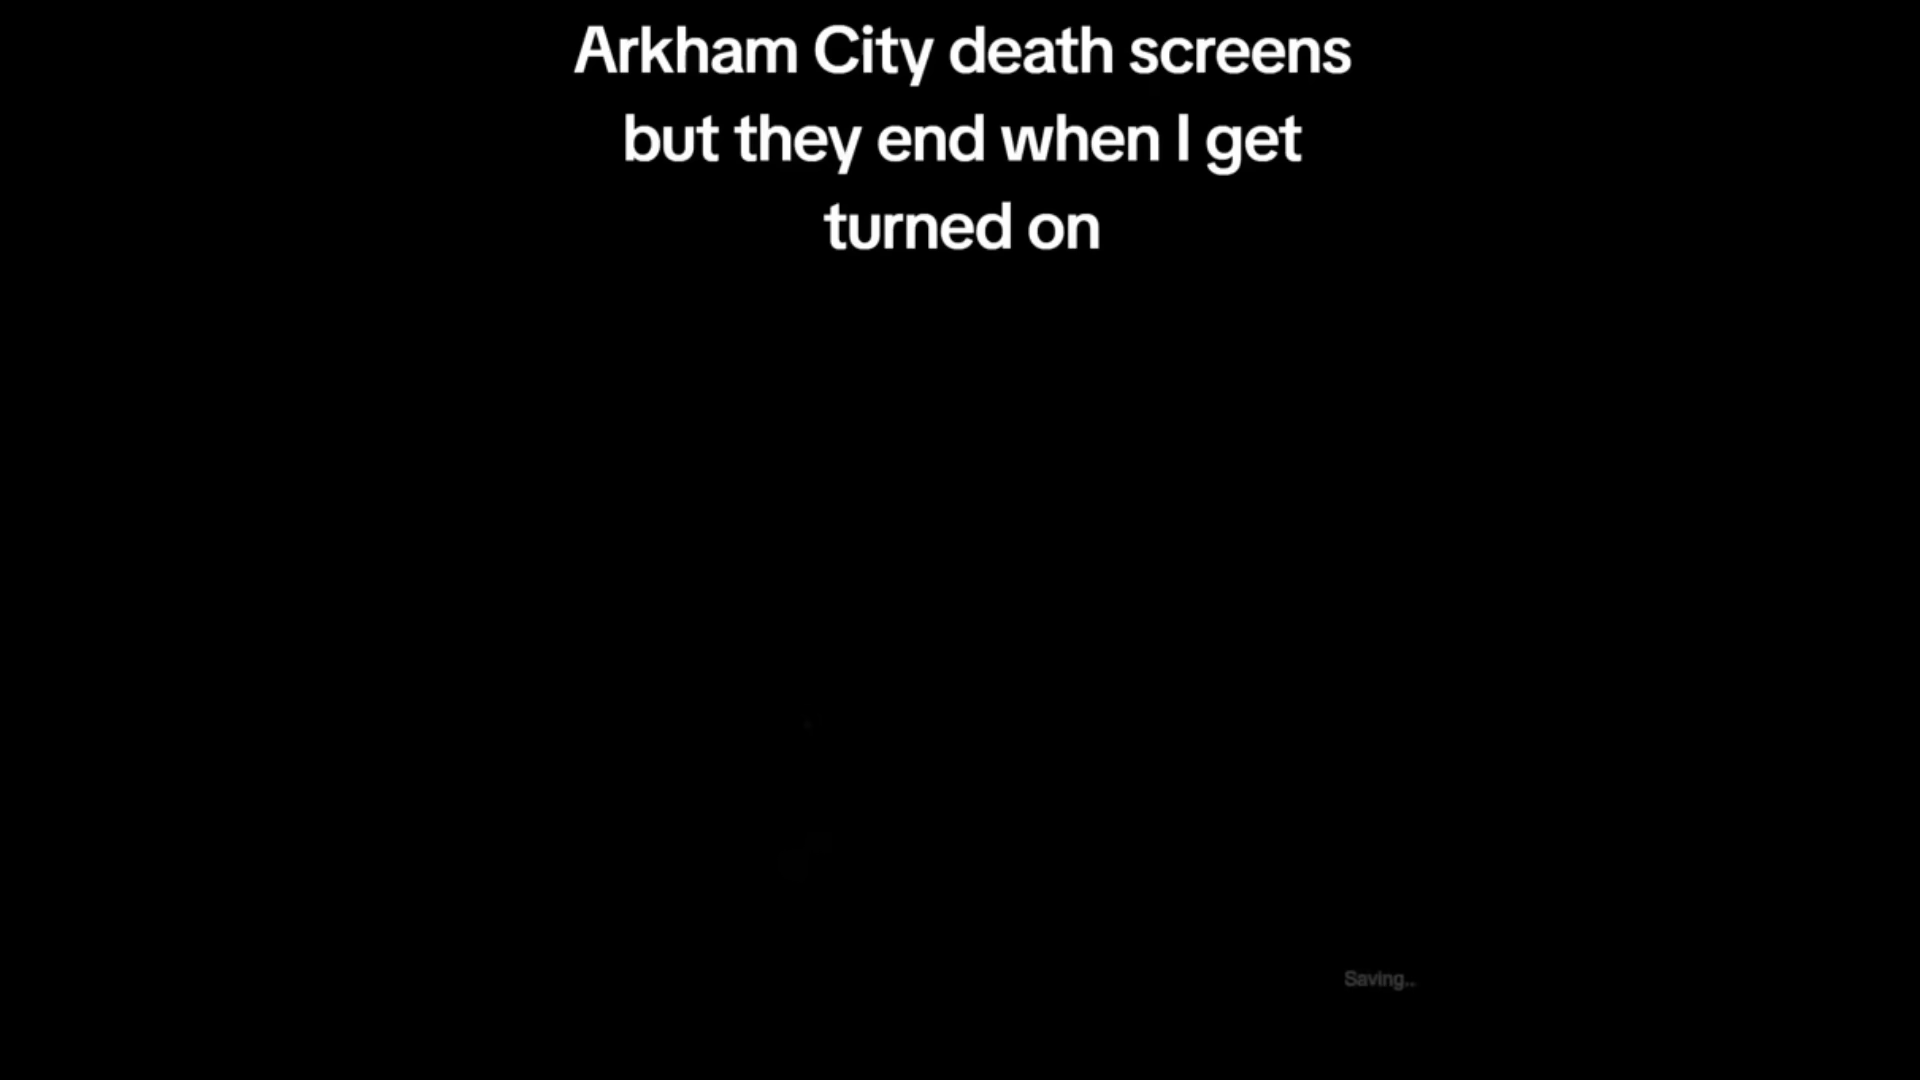 Arkham City death screens
but they end when I get
turned on
Saving..